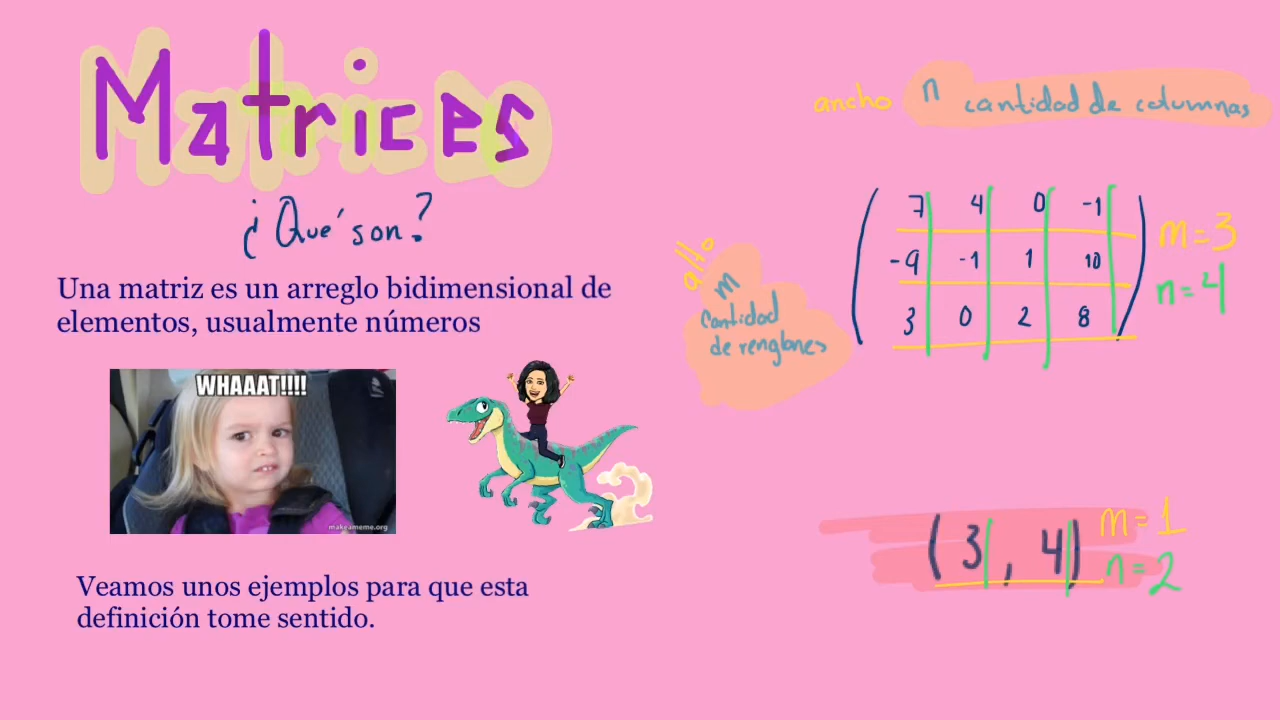 Matrices
¿Qué son?
Una matriz es un arreglo bidimensional de
elementos, usualmente números
WHAAAT!!!!
makeameme.org
Veamos unos ejemplos para que esta
definición tome sentido.
ancho n cantidad de columnas
alto
m
Cantidad
de renglones
7 4 0 -1
-9 -1 1 10
3 0 2 8
m=3
n=4
(3, 4)
m=1
n=2